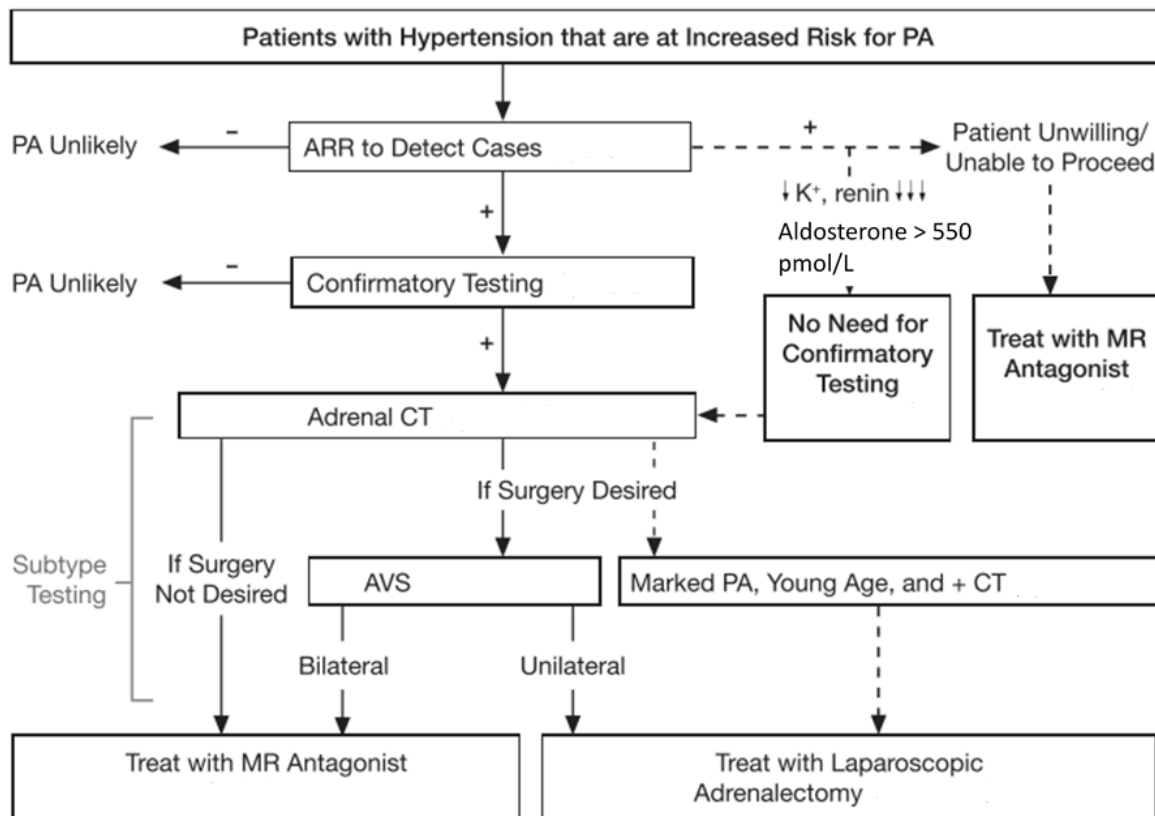 Patients with Hypertension that are at Increased Risk for PA
PA Unlikely
–
ARR to Detect Cases
+
Patient Unwilling/
Unable to Proceed
↓ K⁺, renin ↓↓↓
Aldosterone > 550
pmol/L
+
PA Unlikely
–
Confirmatory Testing
No Need for
Confirmatory
Testing
Treat with MR
Antagonist
+
Adrenal CT
If Surgery Desired
Subtype
Testing
If Surgery
Not Desired
AVS
Marked PA, Young Age, and + CT
Bilateral
Unilateral
Treat with MR Antagonist
Treat with Laparoscopic
Adrenalectomy